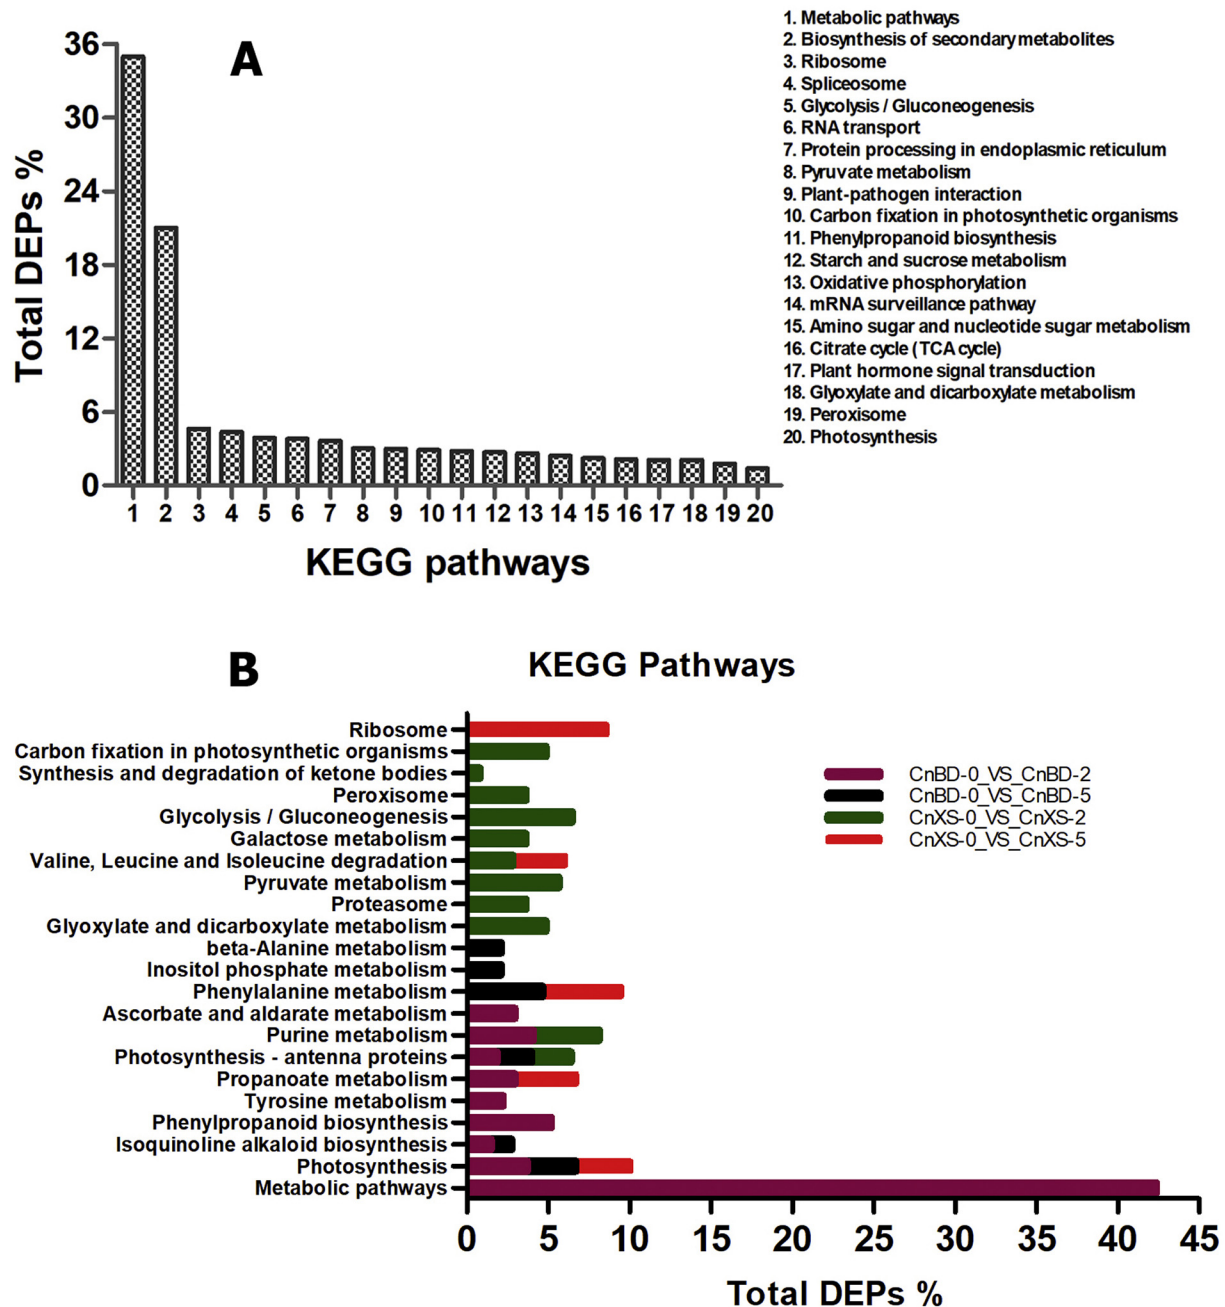 A
Total DEPs %
36
30
24
18
12
6
0
1 2 3 4 5 6 7 8 9 10 11 12 13 14 15 16 17 18 19 20
KEGG pathways
1. Metabolic pathways
2. Biosynthesis of secondary metabolites
3. Ribosome
4. Spliceosome
5. Glycolysis / Gluconeogenesis
6. RNA transport
7. Protein processing in endoplasmic reticulum
8. Pyruvate metabolism
9. Plant-pathogen interaction
10. Carbon fixation in photosynthetic organisms
11. Phenylpropanoid biosynthesis
12. Starch and sucrose metabolism
13. Oxidative phosphorylation
14. mRNA surveillance pathway
15. Amino sugar and nucleotide sugar metabolism
16. Citrate cycle (TCA cycle)
17. Plant hormone signal transduction
18. Glyoxylate and dicarboxylate metabolism
19. Peroxisome
20. Photosynthesis
B
KEGG Pathways
Ribosome
Carbon fixation in photosynthetic organisms
Synthesis and degradation of ketone bodies
Peroxisome
Glycolysis / Gluconeogenesis
Galactose metabolism
Valine, Leucine and Isoleucine degradation
Pyruvate metabolism
Proteasome
Glyoxylate and dicarboxylate metabolism
beta-Alanine metabolism
Inositol phosphate metabolism
Phenylalanine metabolism
Ascorbate and aldarate metabolism
Purine metabolism
Photosynthesis - antenna proteins
Propanoate metabolism
Tyrosine metabolism
Phenylpropanoid biosynthesis
Isoquinoline alkaloid biosynthesis
Photosynthesis
Metabolic pathways
CnBD-0_VS_CnBD-2
CnBD-0_VS_CnBD-5
CnXS-0_VS_CnXS-2
CnXS-0_VS_CnXS-5
0 5 10 15 20 25 30 35 40 45
Total DEPs %